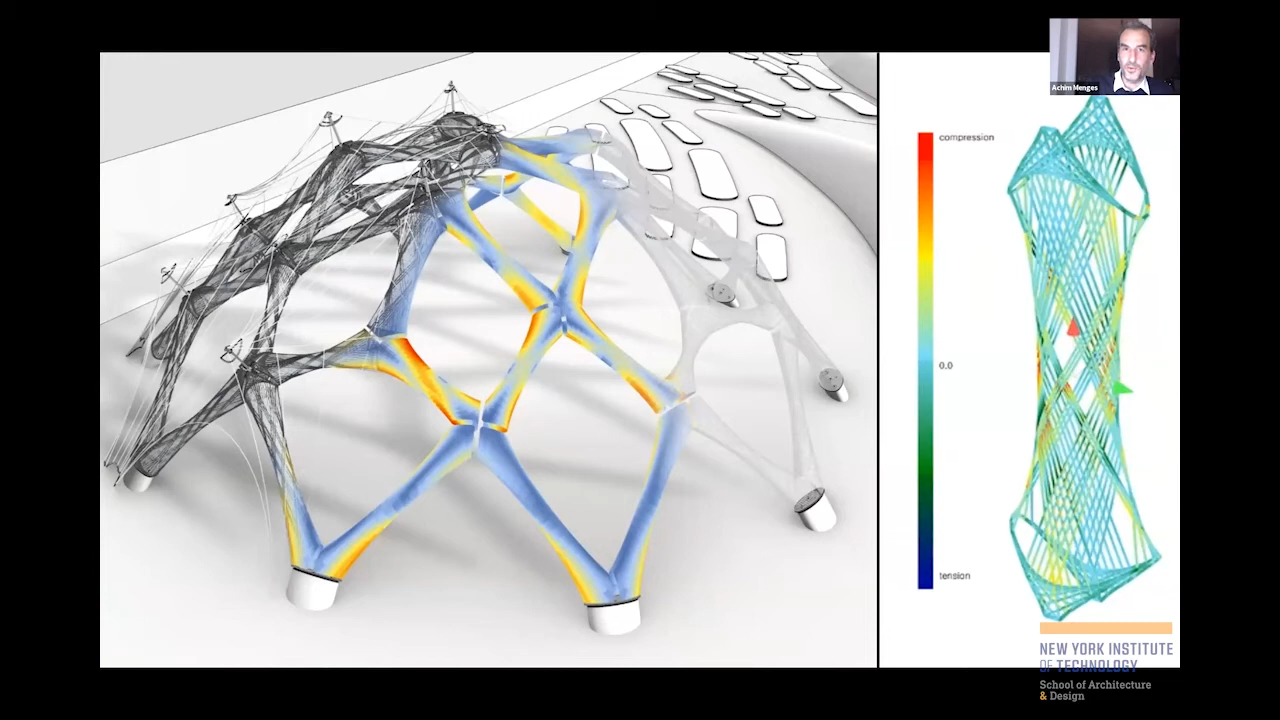 Achim Menges
compression
0.0
tension
NEW YORK INSTITUTE
OF TECHNOLOGY
School of Architecture
& Design